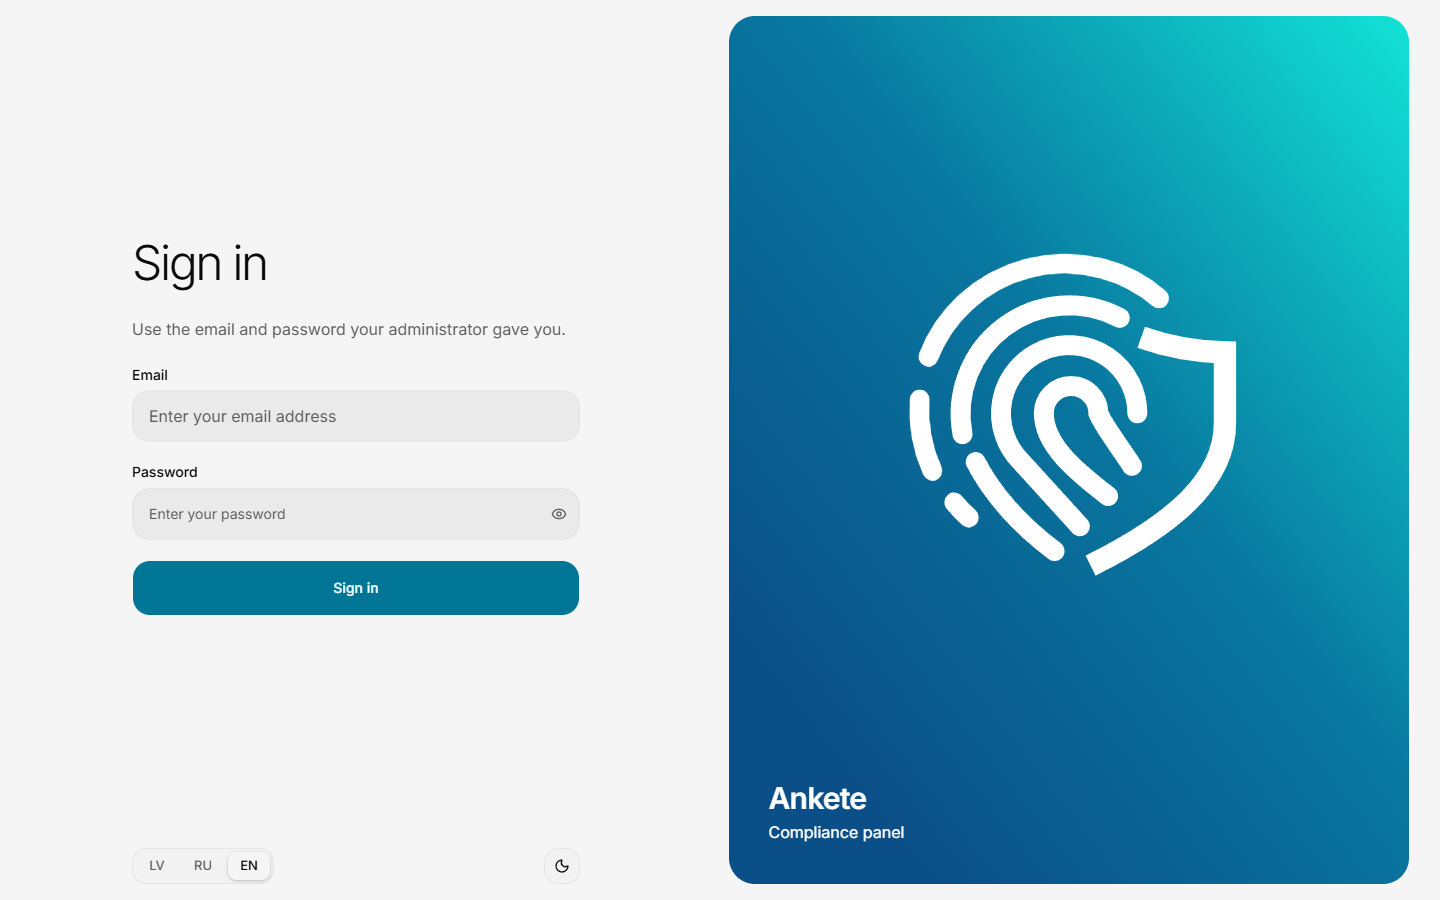 Sign in
Use the email and password your administrator gave you.
Email
Enter your email address
Password
Enter your password
Sign in
LV RU EN
Ankete
Compliance panel